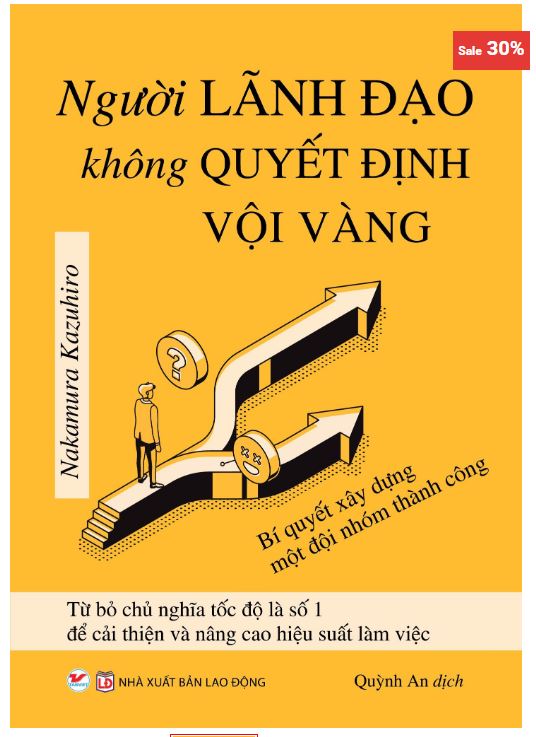 Sale 30%
Người LÃNH ĐẠO
không QUYẾT ĐỊNH
VỘI VÀNG
Nakamura Kazuhiro
?
Bí quyết xây dựng
một đội nhóm thành công
Từ bỏ chủ nghĩa tốc độ là số 1
để cải thiện và nâng cao hiệu suất làm việc
LĐ NHÀ XUẤT BẢN LAO ĐỘNG
Quỳnh An dịch